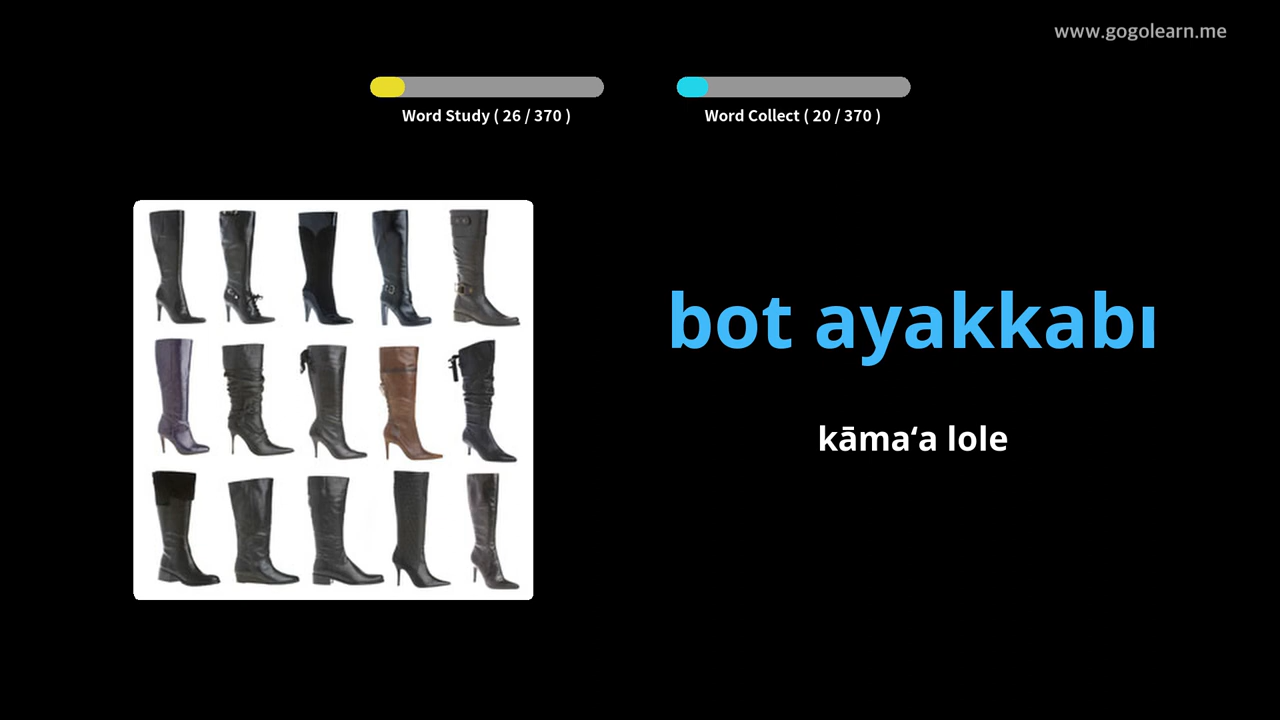 www.gogolearn.me
Word Study ( 26 / 370 )
Word Collect ( 20 / 370 )
bot ayakkabı
kāmaʻa lole